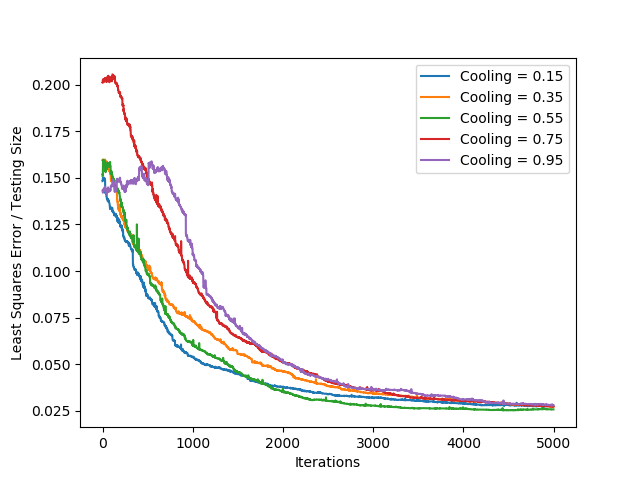 Cooling = 0.15
Cooling = 0.35
Cooling = 0.55
Cooling = 0.75
Cooling = 0.95
0.200
0.175
0.150
0.125
0.100
0.075
0.050
0.025
Least Squares Error / Testing Size
0 1000 2000 3000 4000 5000
Iterations